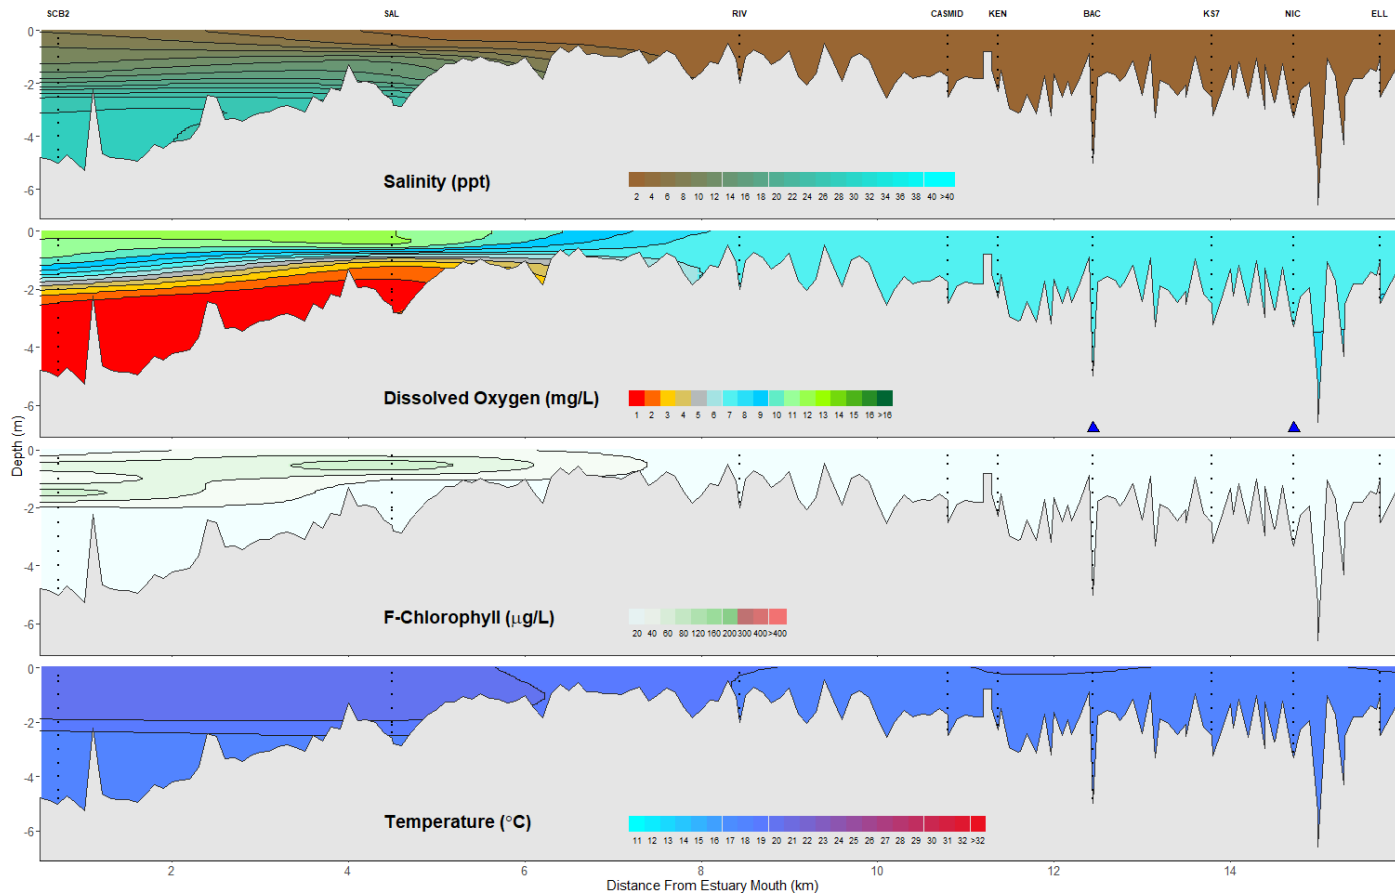 SCB2 SAL RIV CASMID KEN BAC KS7 NIC ELL
0
-2
-4
-6
Salinity (ppt)
2 4 6 8 10 12 14 16 18 20 22 24 26 28 30 32 34 36 38 40 >40
0
-2
-4
-6
Dissolved Oxygen (mg/L)
1 2 3 4 5 6 7 8 9 10 11 12 13 14 15 16 >16
Depth (m)
0
-2
-4
-6
F-Chlorophyll (μg/L)
20 40 60 80 120 160 200 300 400 >400
0
-2
-4
-6
Temperature (°C)
11 12 13 14 15 16 17 18 19 20 22 23 24 25 26 27 28 29 30 31 32 >32
2 4 6 8 10 12 14
Distance From Estuary Mouth (km)